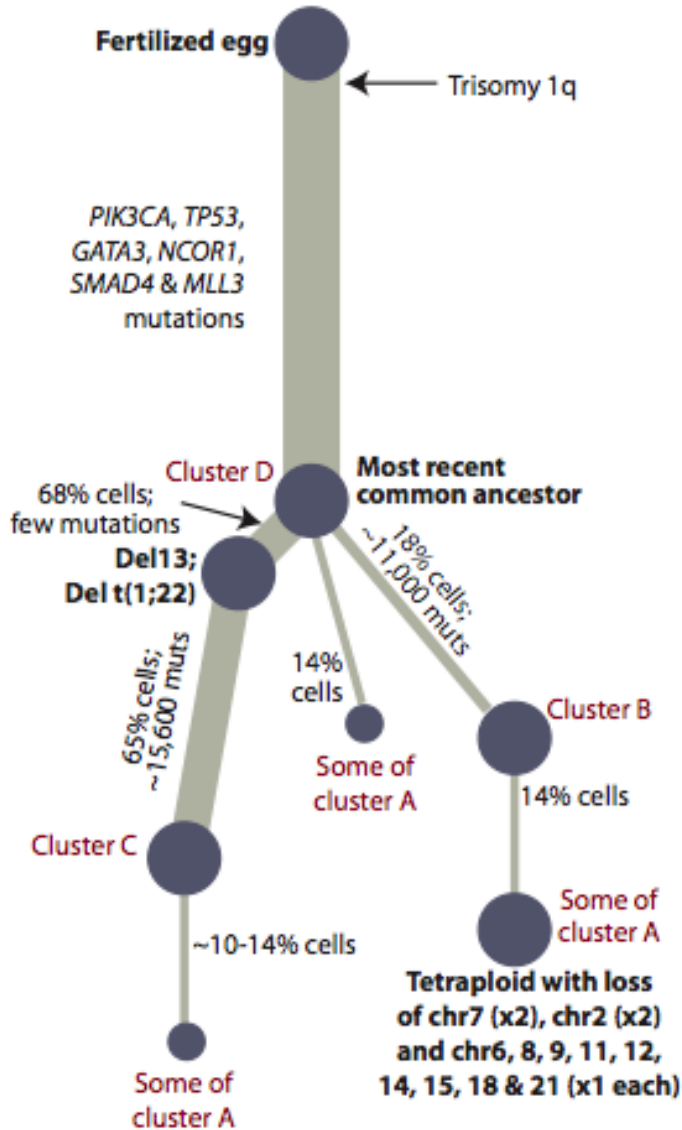 Fertilized egg
Trisomy 1q
PIK3CA, TP53,
GATA3, NCOR1,
SMAD4 & MLL3
mutations
Cluster D
Most recent
common ancestor
68% cells;
few mutations
Del13;
Del t(1;22)
18% cells;
~11,000 muts
65% cells;
~15,600 muts
14%
cells
Some of
cluster A
Cluster B
14% cells
Cluster C
Some of
cluster A
~10-14% cells
Tetraploid with loss
of chr7 (x2), chr2 (x2)
and chr6, 8, 9, 11, 12,
14, 15, 18 & 21 (x1 each)
Some of
cluster A